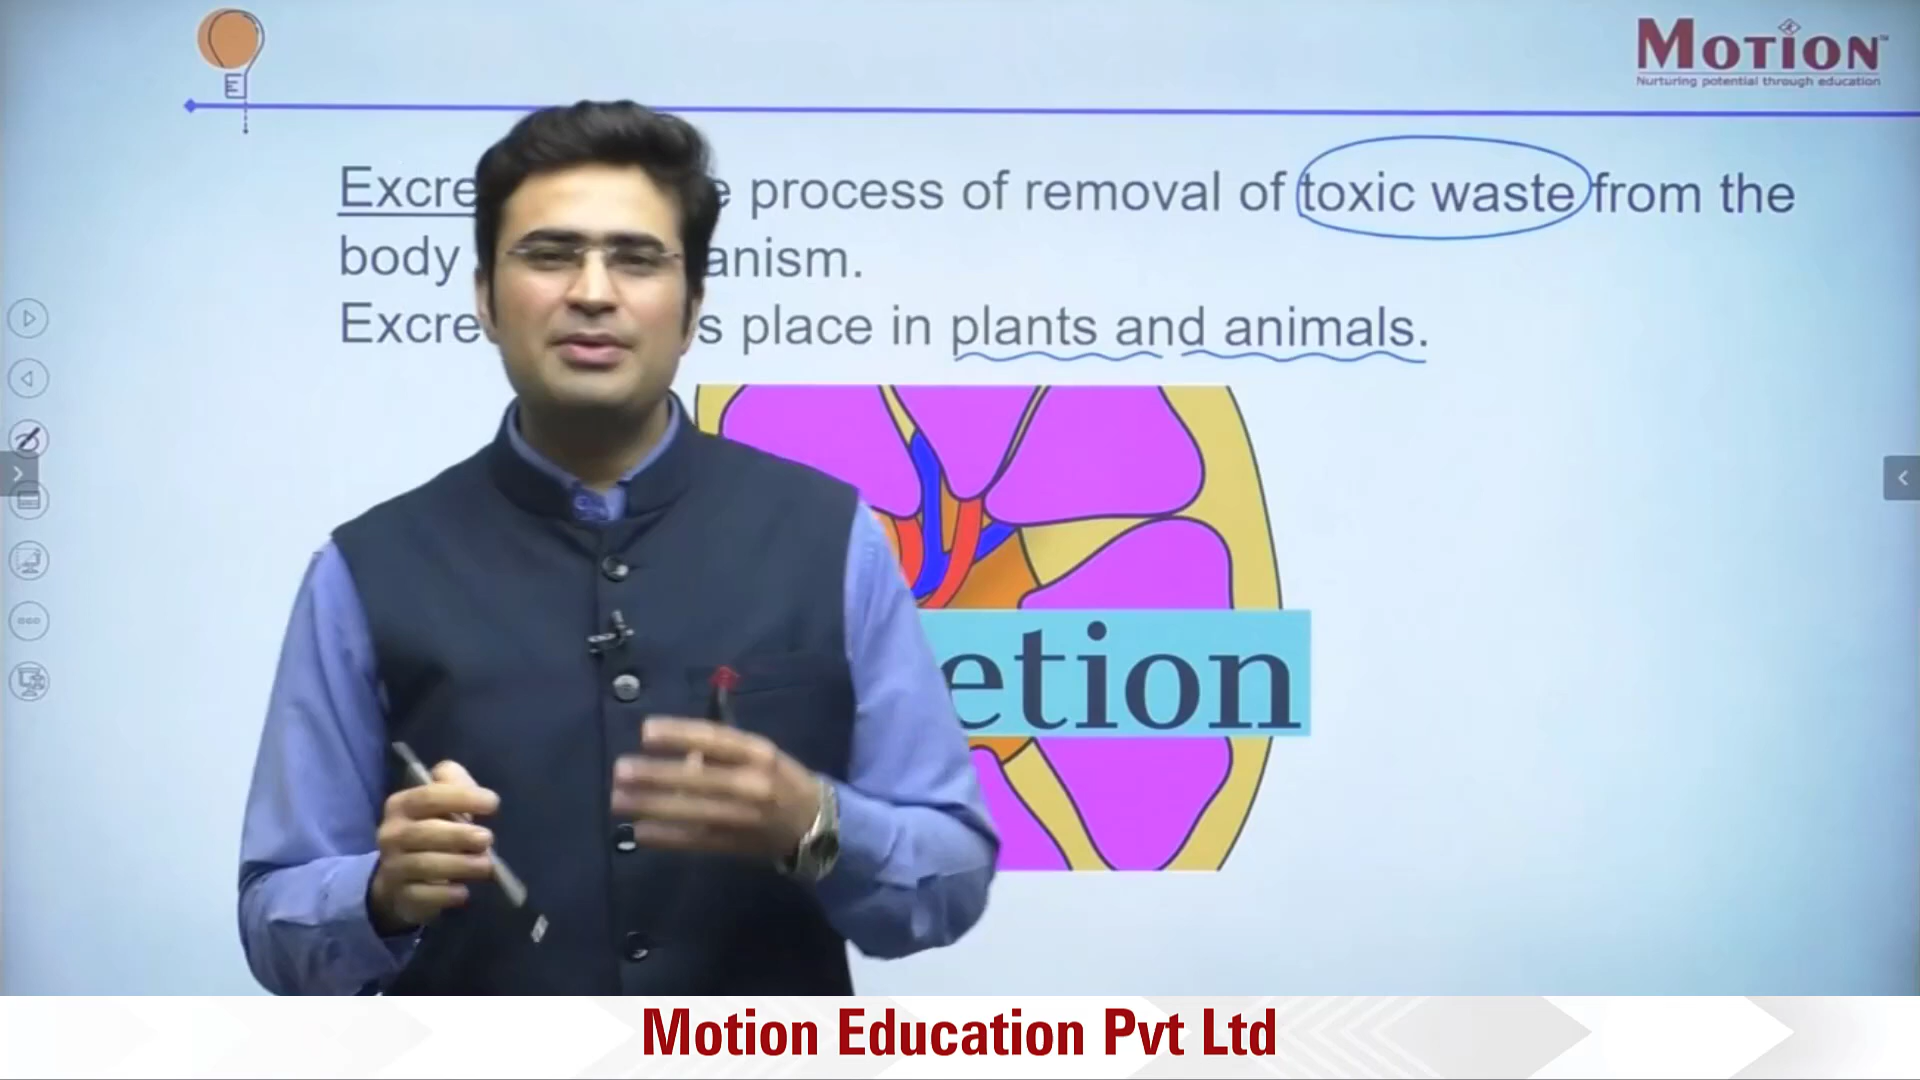 MOTION
Nurturing potential through education
Excre e process of removal of toxic waste from the
body anism.
Excre s place in plants and animals.
etion
Motion Education Pvt Ltd